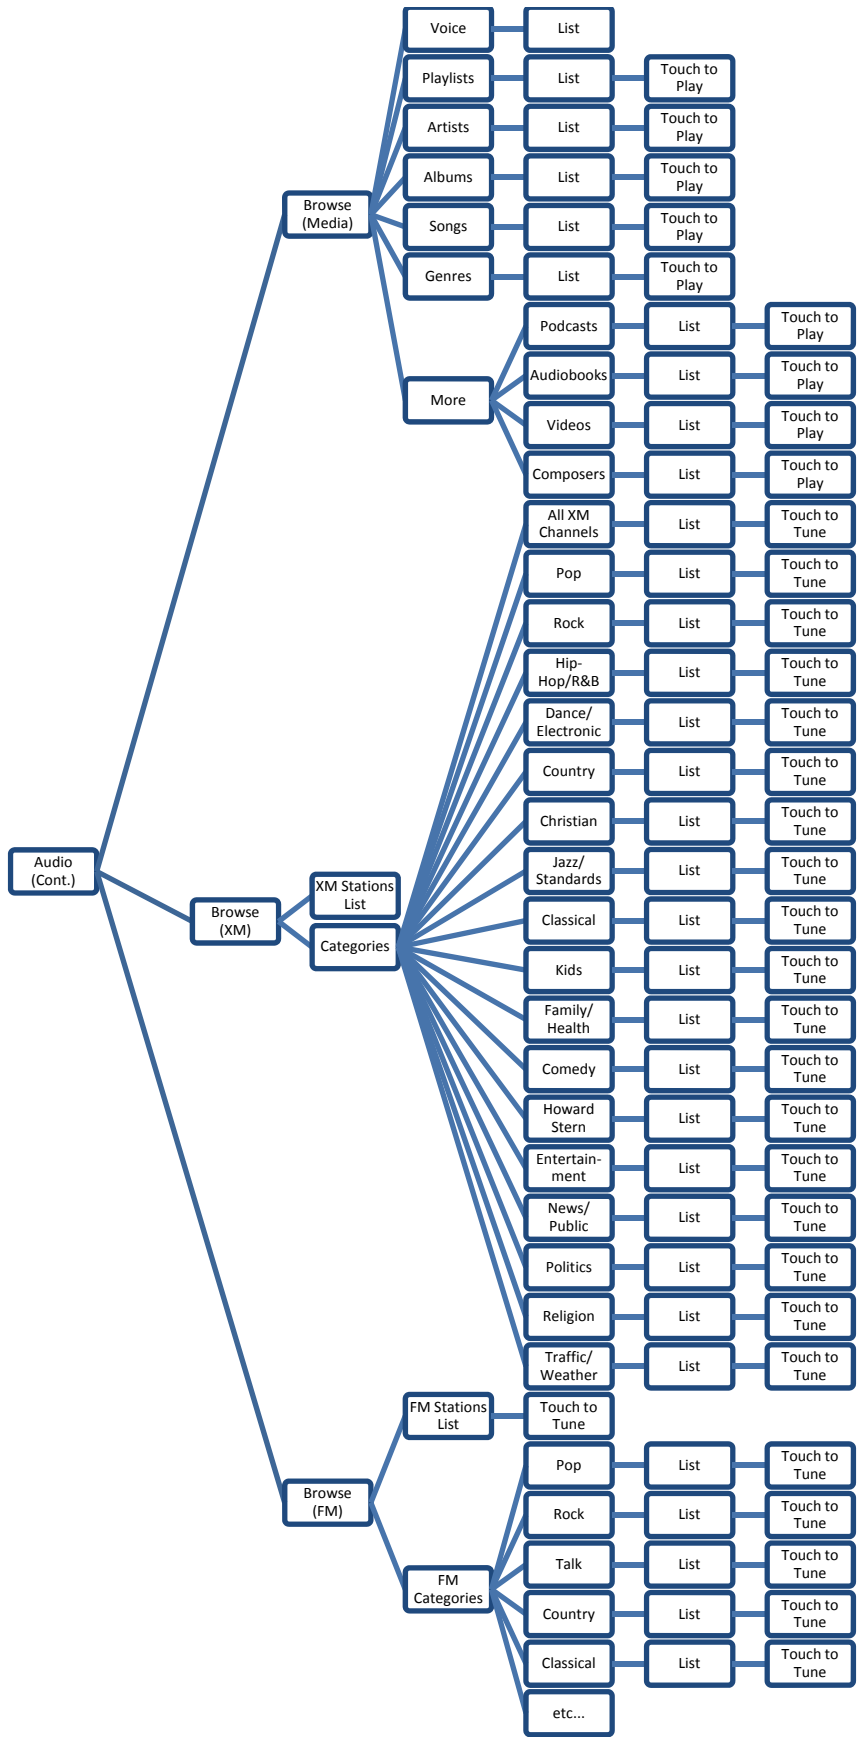 Voice
List
Playlists
List
Touch to
Play
Artists
List
Touch to
Play
Albums
List
Touch to
Play
Browse
(Media)
Songs
List
Touch to
Play
Genres
List
Touch to
Play
Podcasts
List
Touch to
Play
Audiobooks
List
Touch to
Play
More
Videos
List
Touch to
Play
Composers
List
Touch to
Play
All XM
Channels
List
Touch to
Tune
Pop
List
Touch to
Tune
Rock
List
Touch to
Tune
Hip-
Hop/R&B
List
Touch to
Tune
Dance/
Electronic
List
Touch to
Tune
Country
List
Touch to
Tune
Christian
List
Touch to
Tune
Audio
(Cont.)
Jazz/
Standards
List
Touch to
Tune
XM Stations
List
Browse
(XM)
Categories
Classical
List
Touch to
Tune
Kids
List
Touch to
Tune
Family/
Health
List
Touch to
Tune
Comedy
List
Touch to
Tune
Howard
Stern
List
Touch to
Tune
Entertain-
ment
List
Touch to
Tune
News/
Public
List
Touch to
Tune
Politics
List
Touch to
Tune
Religion
List
Touch to
Tune
Traffic/
Weather
List
Touch to
Tune
FM Stations
List
Touch to
Tune
Browse
(FM)
Pop
List
Touch to
Tune
Rock
List
Touch to
Tune
Talk
List
Touch to
Tune
FM
Categories
Country
List
Touch to
Tune
Classical
List
Touch to
Tune
etc...